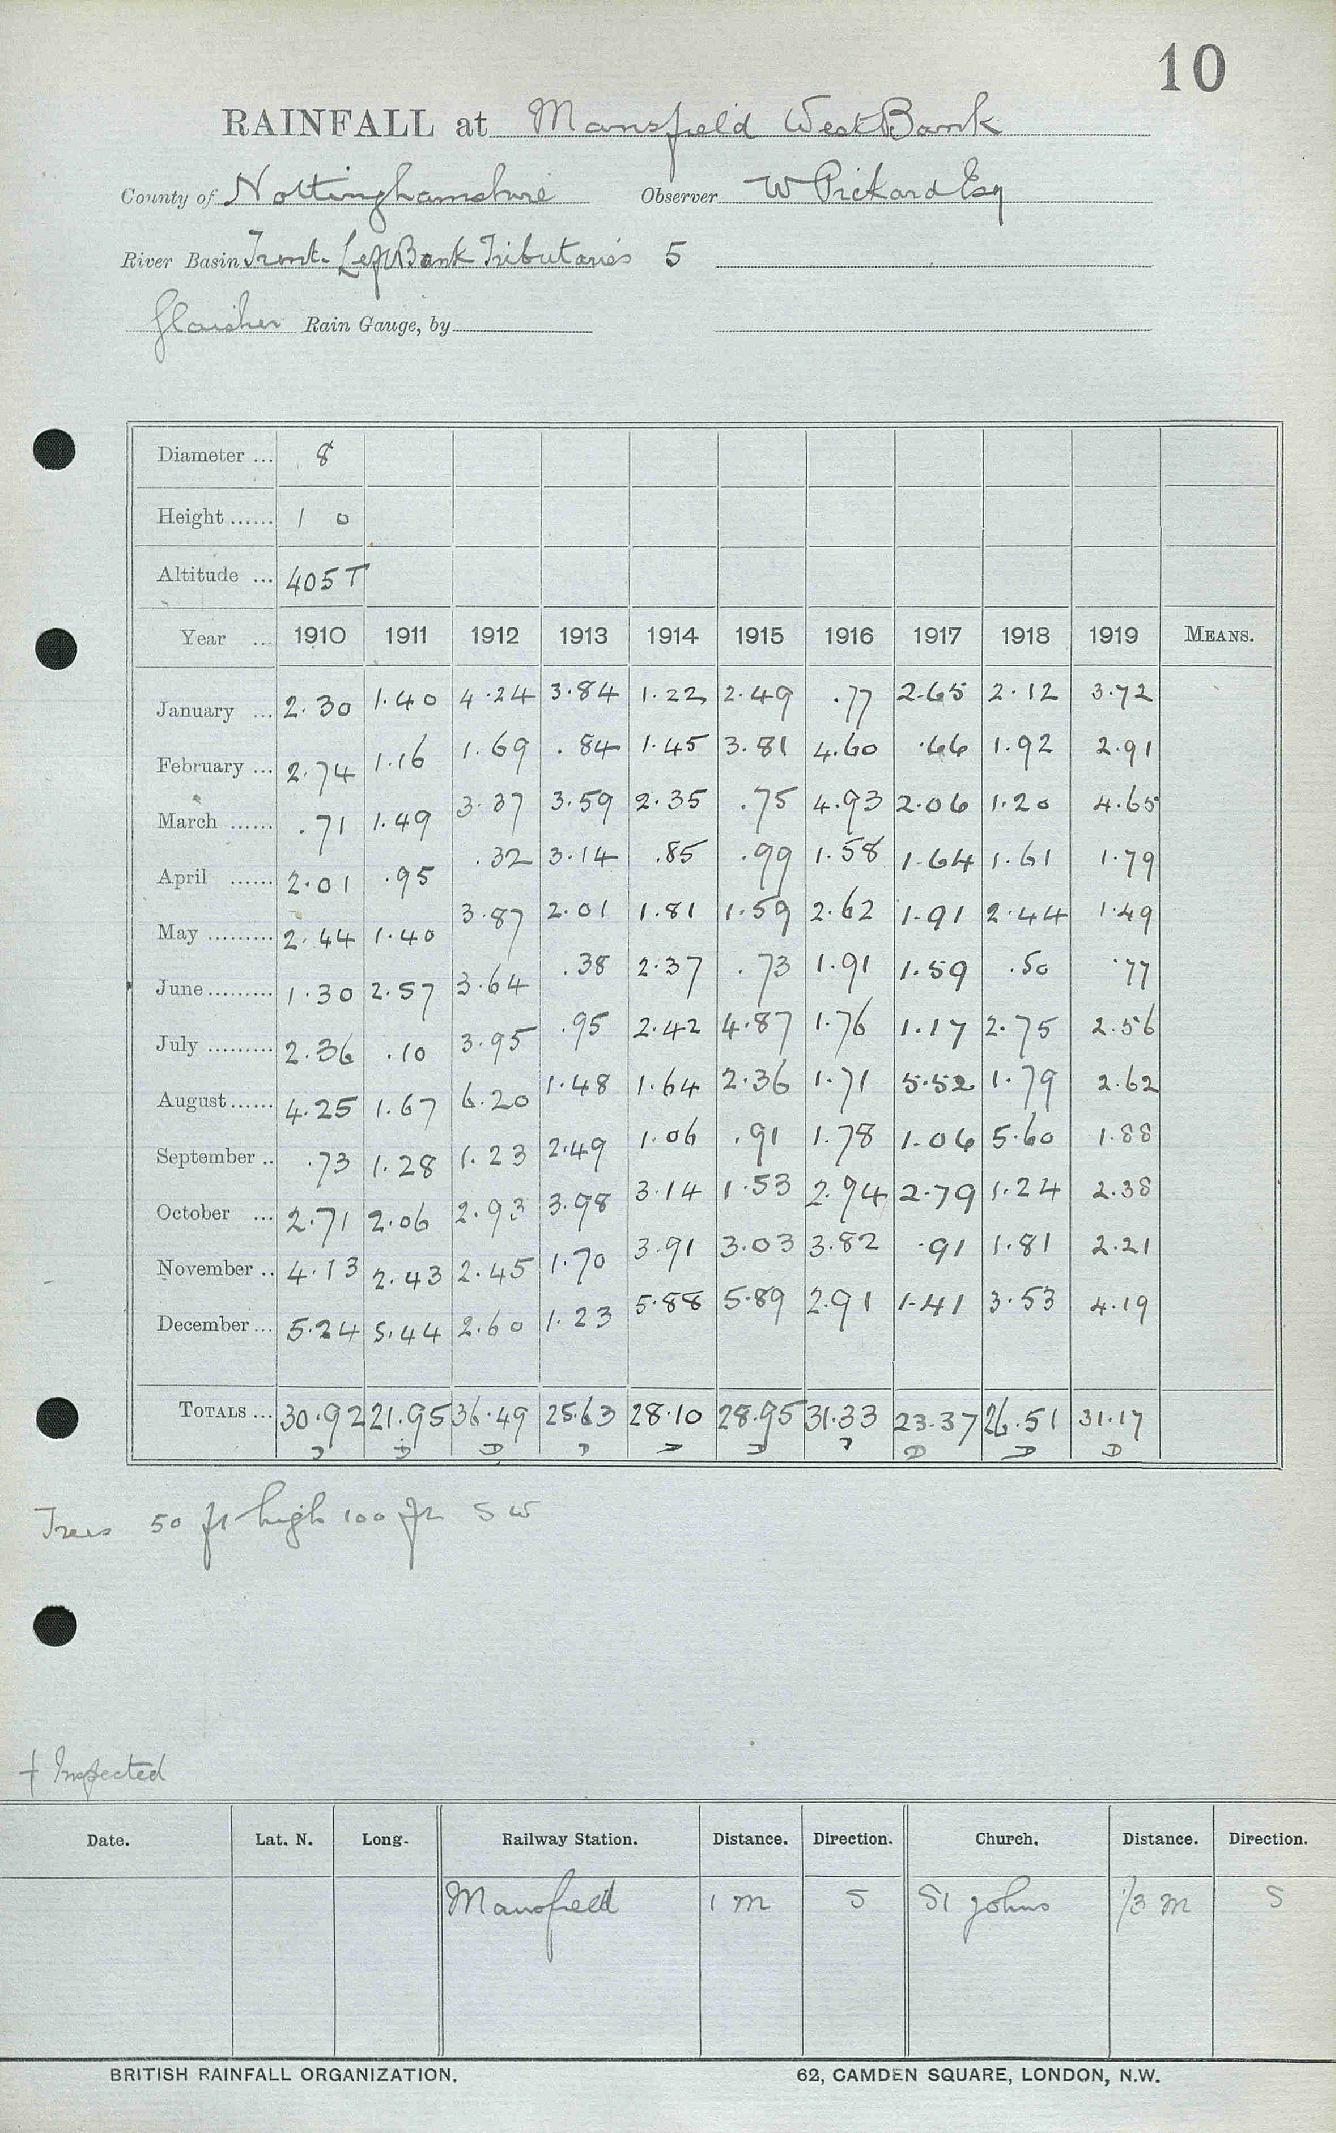 10
RAINFALL at Mansfield West Bank
County of Nottinghamshire Observer W Pickard Esq
River Basin Trent. Left Bank Tributaries 5
Glaisher Rain Gauge, by
Diameter ... 8
Height ...... 1 0
Altitude ... 405 T
Year ... 1910 1911 1912 1913 1914 1915 1916 1917 1918 1919 MEANS.
January ... 2.30 1.40 4.24 3.84 1.22 2.49 .77 2.65 2.12 3.72
February ... 2.74 1.16 1.69 .84 1.45 3.81 4.60 .66 1.92 2.91
March ...... .71 1.49 3.37 3.59 2.35 .75 4.93 2.06 1.20 4.65
April ...... 2.01 .95 .32 3.14 .85 .99 1.58 1.64 1.61 1.79
May ......... 2.44 1.40 3.87 2.01 1.81 1.59 2.62 1.91 2.44 1.49
June ......... 1.30 2.57 3.64 .38 2.37 .73 1.91 1.59 .50 .77
July ......... 2.36 .10 3.95 .95 2.42 4.87 1.76 1.17 2.75 2.56
August ...... 4.25 1.67 6.20 1.48 1.64 2.36 1.71 5.52 1.79 2.62
September .. .73 1.28 1.23 2.49 1.06 .91 1.78 1.06 5.60 1.88
October ... 2.71 2.06 2.93 3.98 3.14 1.53 2.94 2.79 1.24 2.38
November .. 4.13 2.43 2.45 1.70 3.91 3.03 3.82 .91 1.81 2.21
December ... 5.24 5.44 2.60 1.23 5.88 5.89 2.91 1.41 3.53 4.19
TOTALS ... 30.92 21.95 36.49 25.63 28.10 28.95 31.33 23.37 26.51 31.17
D D D D D D D D D D
Trees 50 ft high 100 ft SW
+ Inspected
Date. Lat. N. Long. Railway Station. Distance. Direction. Church. Distance. Direction.
Mansfield 1 m S St Johns 1/3 m S
BRITISH RAINFALL ORGANIZATION. 62, CAMDEN SQUARE, LONDON, N.W.